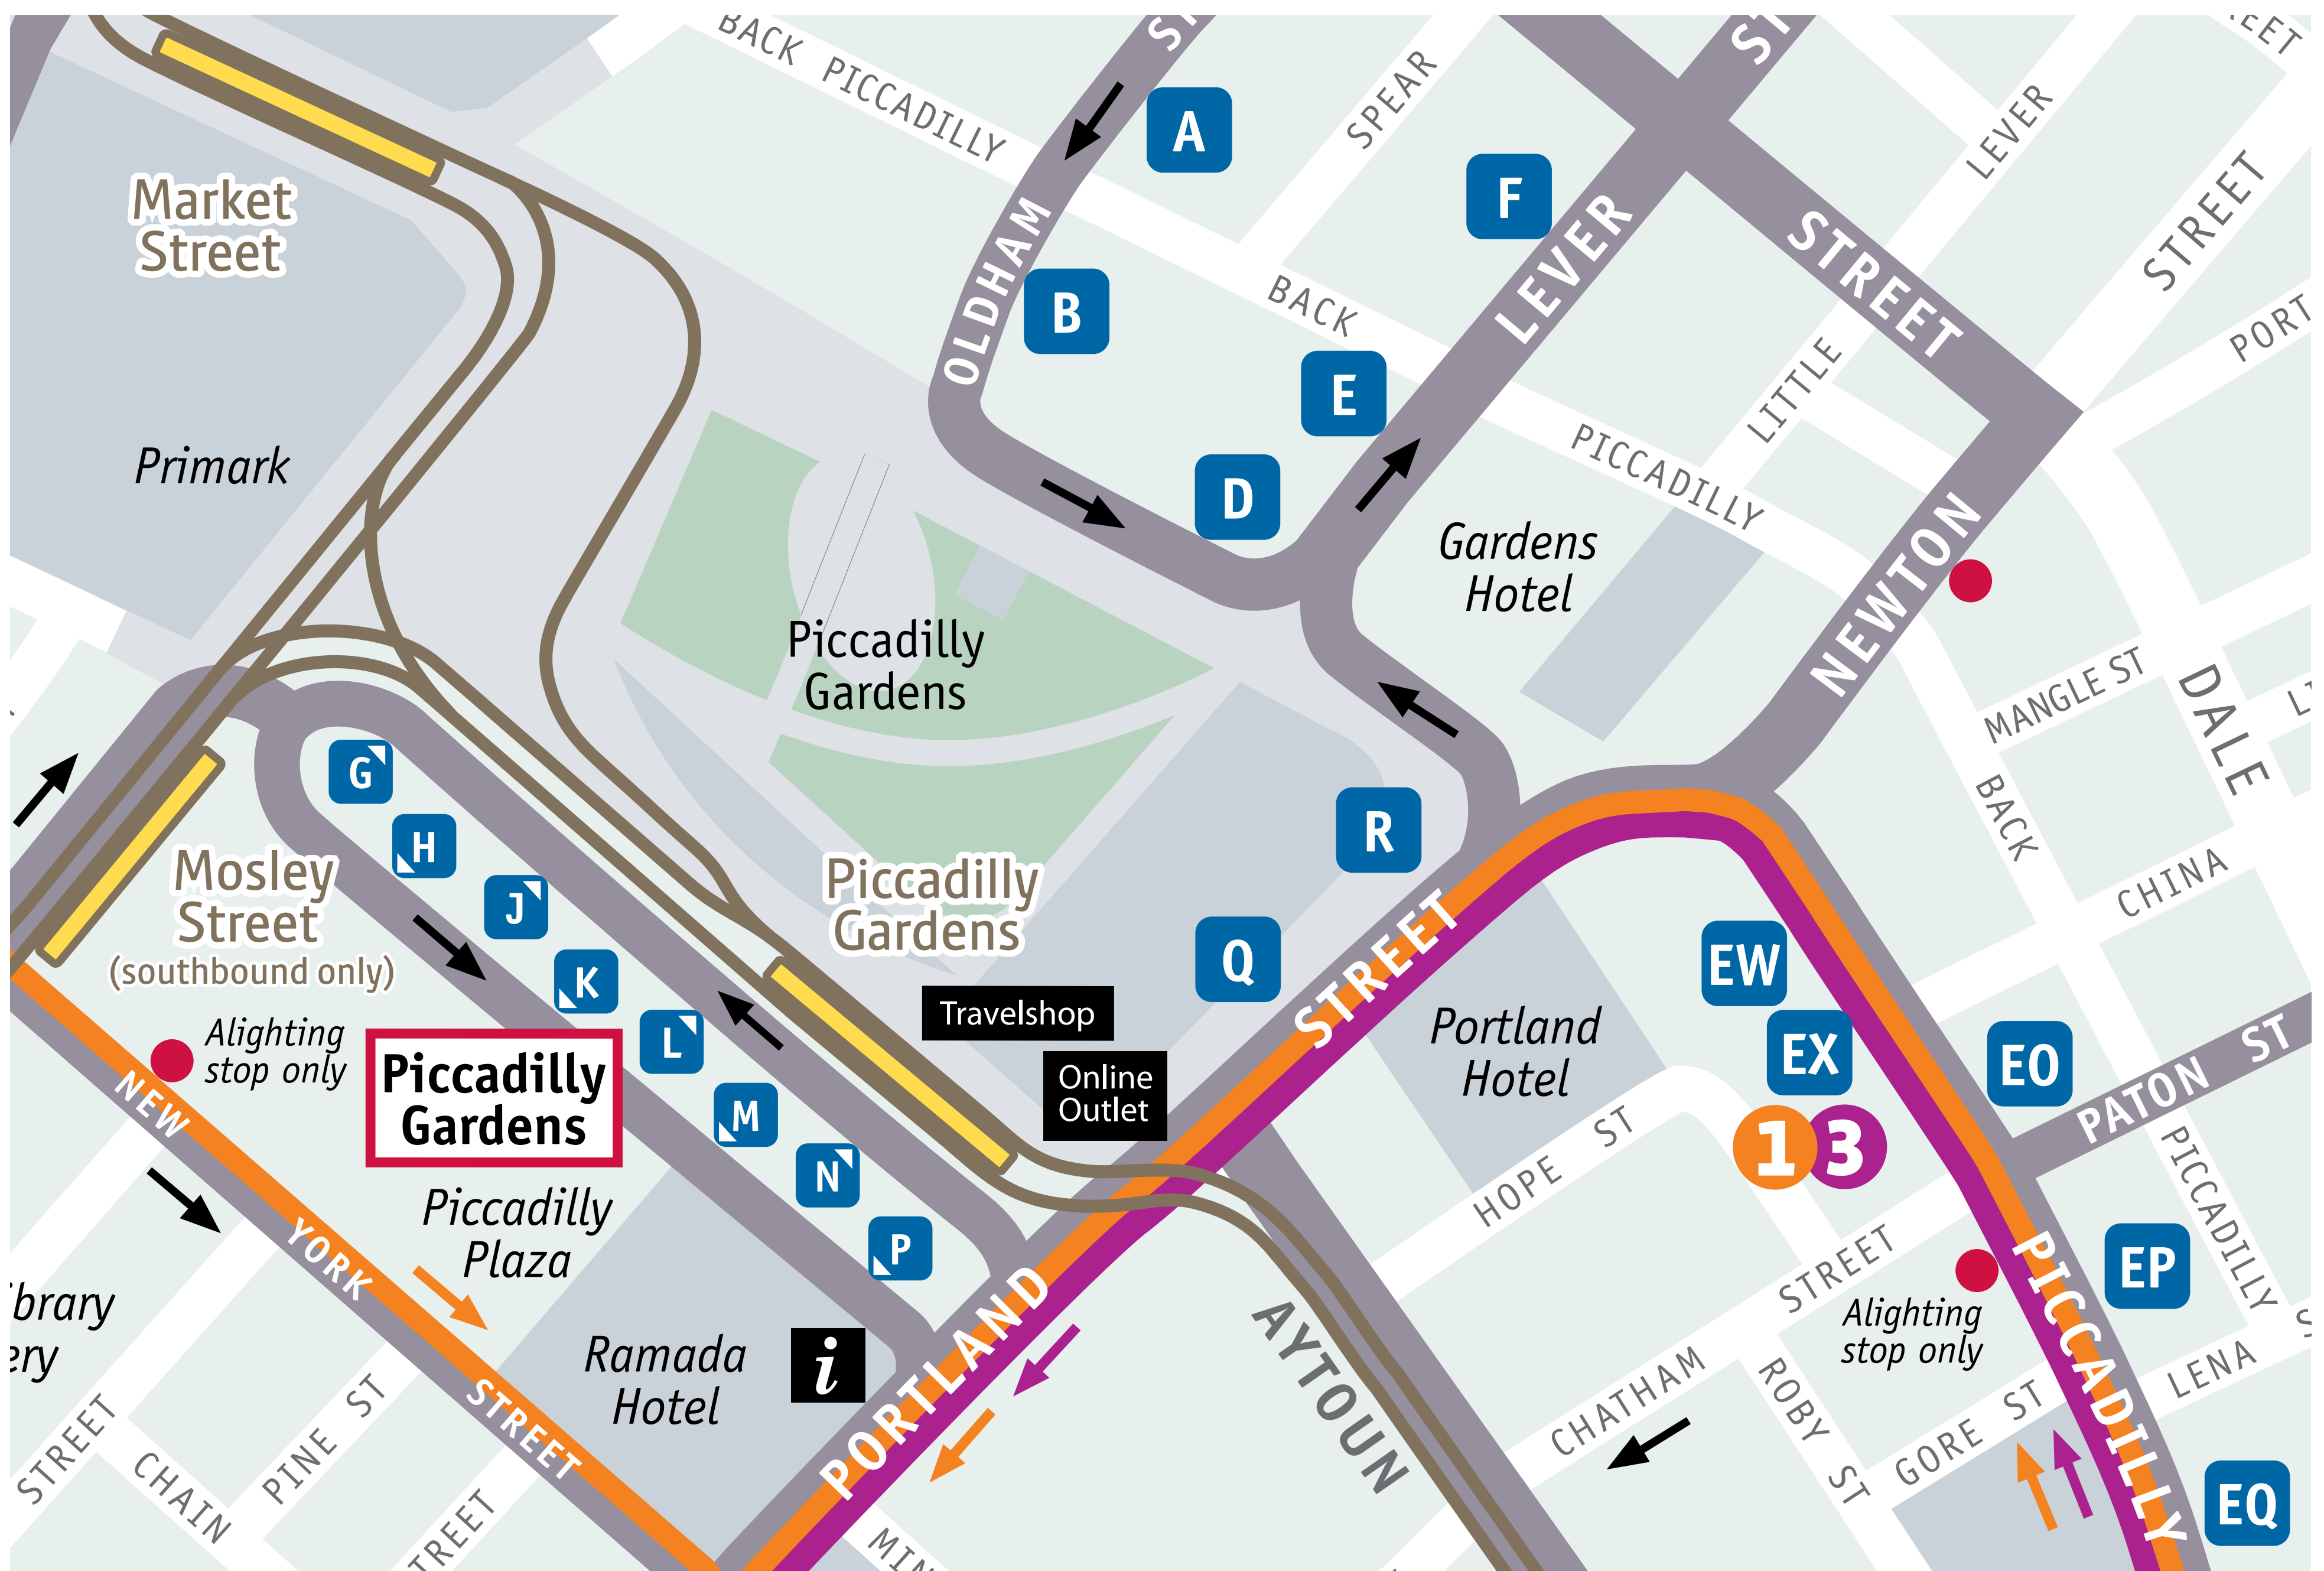 BACK PICCADILLY
ST
A
SPEAR
F
ST
LEVER
STREET
Market
Street
OLDHAM
B
BACK
LEVER
STREET
PORT
E
LITTLE
Primark
PICCADILLY
D
Gardens
Hotel
NEWTON
Piccadilly
Gardens
MANGLE ST
DALE
G
H
J
K
L
M
N
P
Mosley
Street
(southbound only)
Piccadilly
Gardens
R
Q
STREET
BACK
CHINA
Travelshop
Online
Outlet
Portland
Hotel
EW
EX
EO
1
3
PATON ST
Alighting
stop only
Piccadilly
Gardens
NEW
YORK
STREET
Piccadilly
Plaza
HOPE ST
PICCADILLY
EP
PICCADILLY
Alighting
stop only
Ramada
Hotel
i
PORTLAND
AYTOUN
CHATHAM STREET
ROBY ST
GORE ST
LENA
EQ
STREET
CHAIN
PINE ST